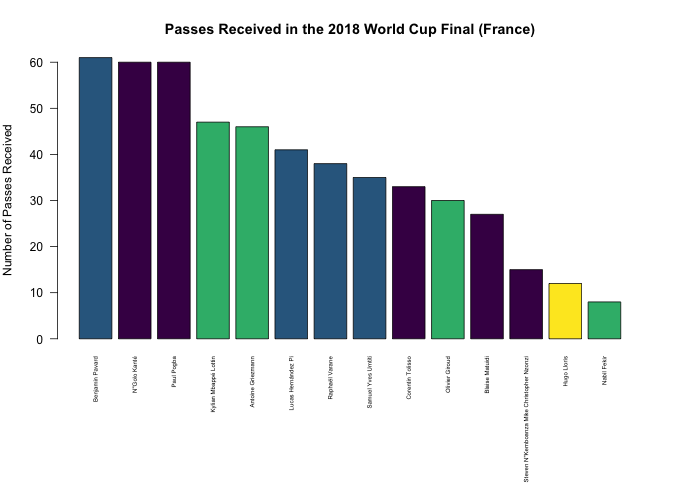 Passes Received in the 2018 World Cup Final (France)
Number of Passes Received
60
50
40
30
20
10
0
Benjamin Pavard
N''Golo Kanté
Paul Pogba
Kylian Mbappé Lottin
Antoine Griezmann
Lucas Hernández Pi
Raphaël Varane
Samuel Yves Umtiti
Corentin Tolisso
Olivier Giroud
Blaise Matuidi
Steven N''Kemboanza Mike Christopher Nzonzi
Hugo Lloris
Nabil Fekir